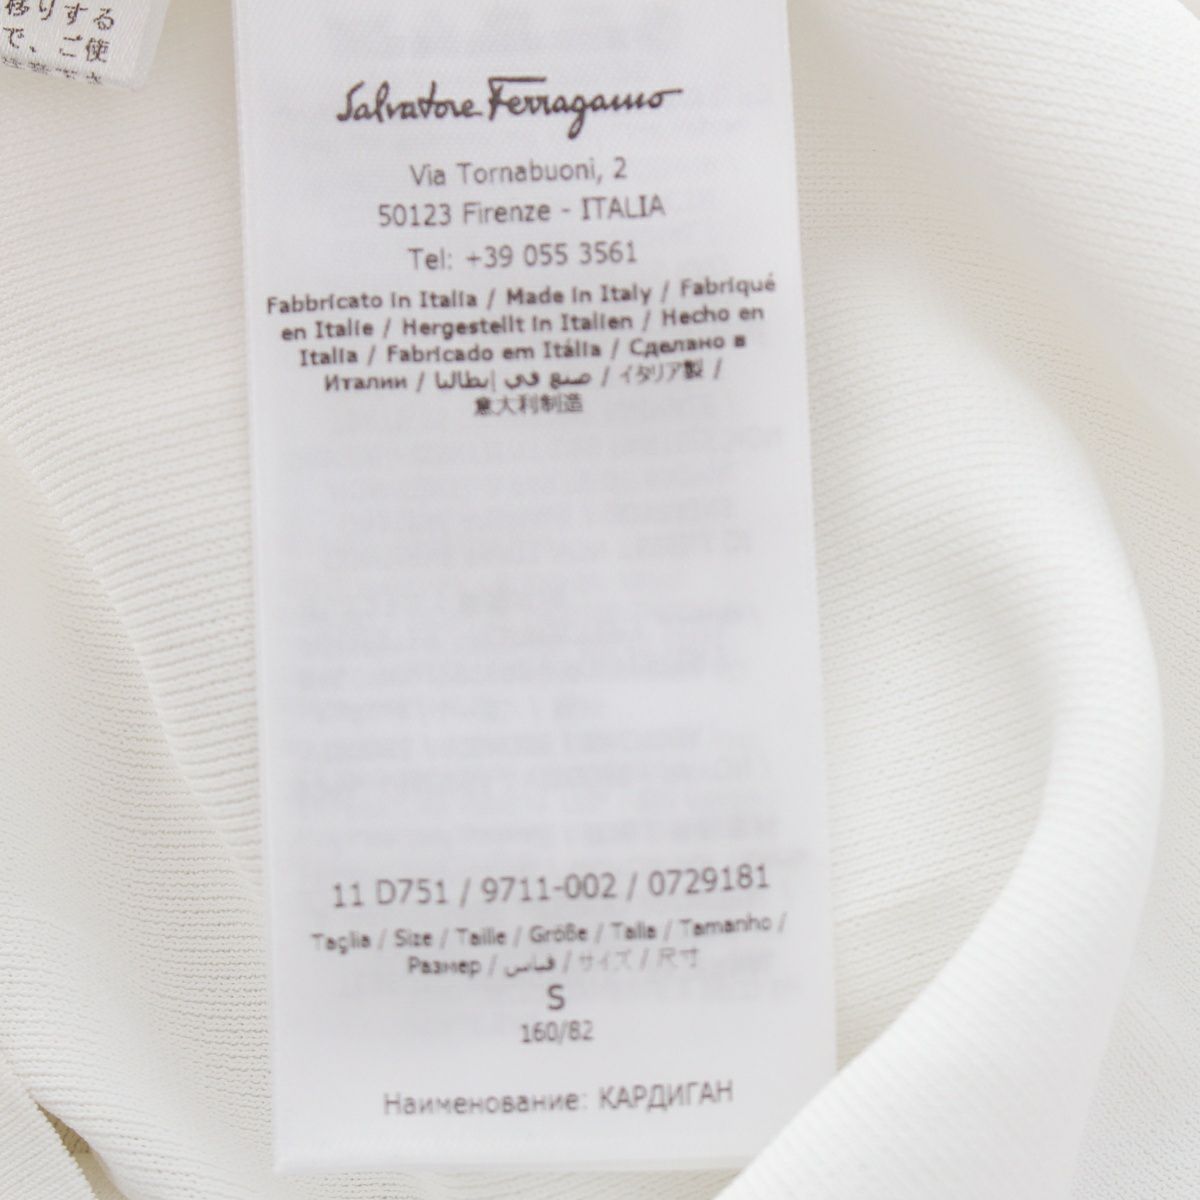 移りする
で、ご使
Salvatore Ferragamo
Via Tornabuoni, 2
50123 Firenze - ITALIA
Tel: +39 055 3561
Fabbricato in Italia / Made in Italy / Fabriqué
en Italie / Hergestellt in Italien / Hecho en
Italia / Fabricado em Itália / Сделано в
Италии / صنع في إيطاليا / イタリア製 /
意大利制造
11 D751 / 9711-002 / 0729181
Taglia / Size / Taille / Größe / Talla / Tamanho /
Размер / قياس / サイズ / 尺寸
S
160/82
Наименование: КАРДИГАН